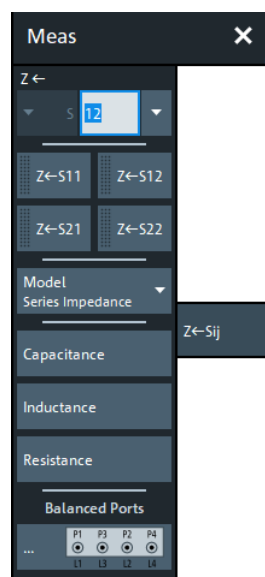 Meas
Z←
S 12
Z←S11 Z←S12
Z←S21 Z←S22
Model
Series Impedance
Z←Sij
Capacitance
Inductance
Resistance
Balanced Ports
P1 P3 P2 P4
...
L1 L3 L2 L4